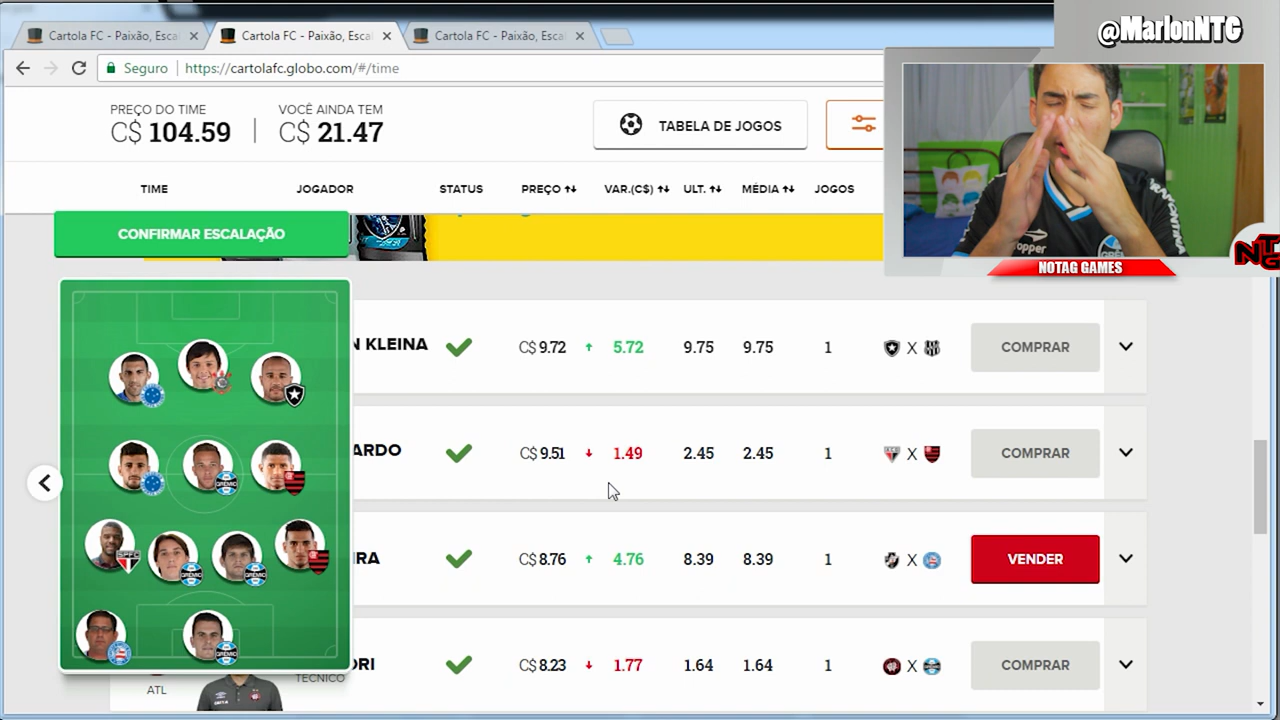 @MarlonNTG
Cartola FC - Paixão, Escal
Cartola FC - Paixão, Escal
Cartola FC - Paixão, Escal
Seguro
https://cartolafc.globo.com/#/time
PREÇO DO TIME
C$ 104.59
VOCÊ AINDA TEM
C$ 21.47
TABELA DE JOGOS
TIME
JOGADOR
STATUS
PREÇO
VAR.(C$)
ULT.
MÉDIA
JOGOS
NOTAG GAMES
NTG
CONFIRMAR ESCALAÇÃO
N KLEINA
C$ 9.72
5.72
9.75
9.75
1
X
COMPRAR
ARDO
C$ 9.51
1.49
2.45
2.45
1
X
COMPRAR
IRA
C$ 8.76
4.76
8.39
8.39
1
X
VENDER
ORI
C$ 8.23
1.77
1.64
1.64
1
X
COMPRAR
ATL
TÉCNICO